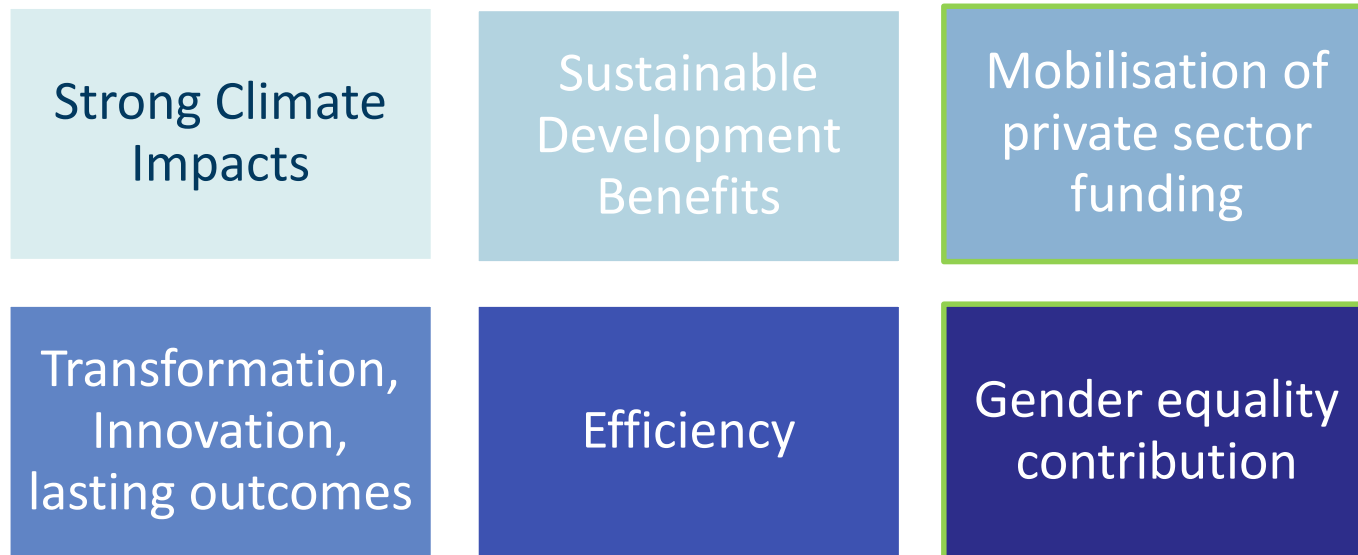 Strong Climate
Impacts
Sustainable
Development
Benefits
Mobilisation of
private sector
funding
Transformation,
Innovation,
lasting outcomes
Efficiency
Gender equality
contribution